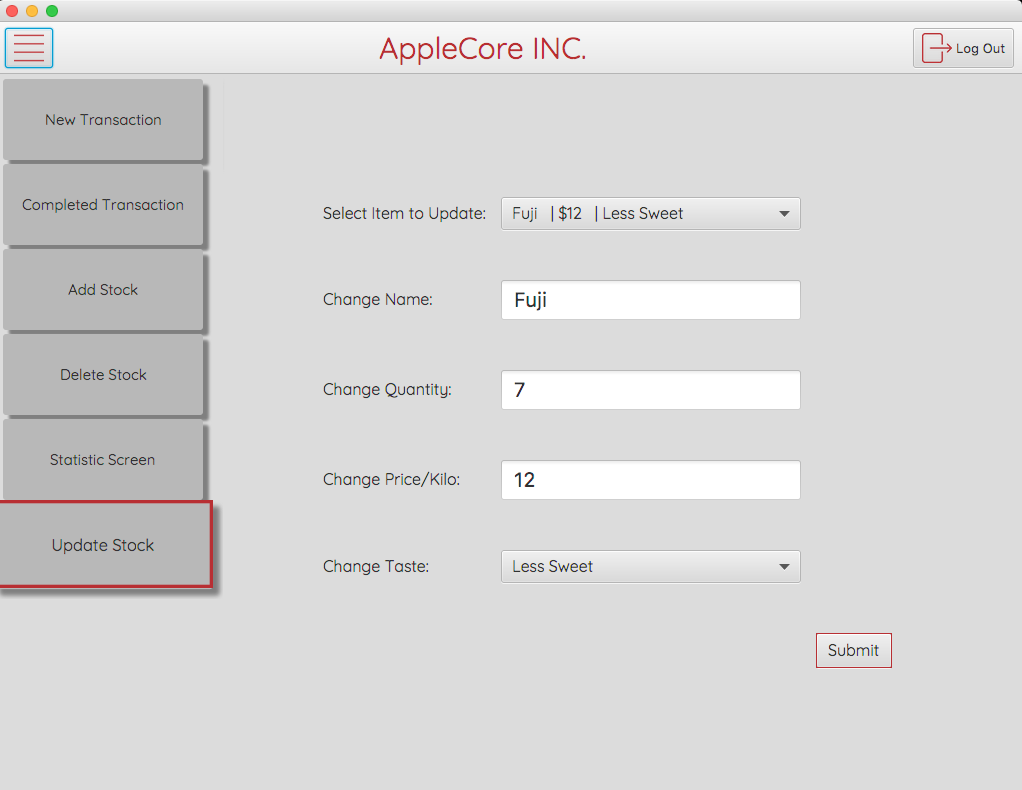 AppleCore INC.
Log Out
New Transaction
Completed Transaction
Add Stock
Delete Stock
Statistic Screen
Update Stock
Select Item to Update: Fuji | $12 | Less Sweet
Change Name: Fuji
Change Quantity: 7
Change Price/Kilo: 12
Change Taste: Less Sweet
Submit